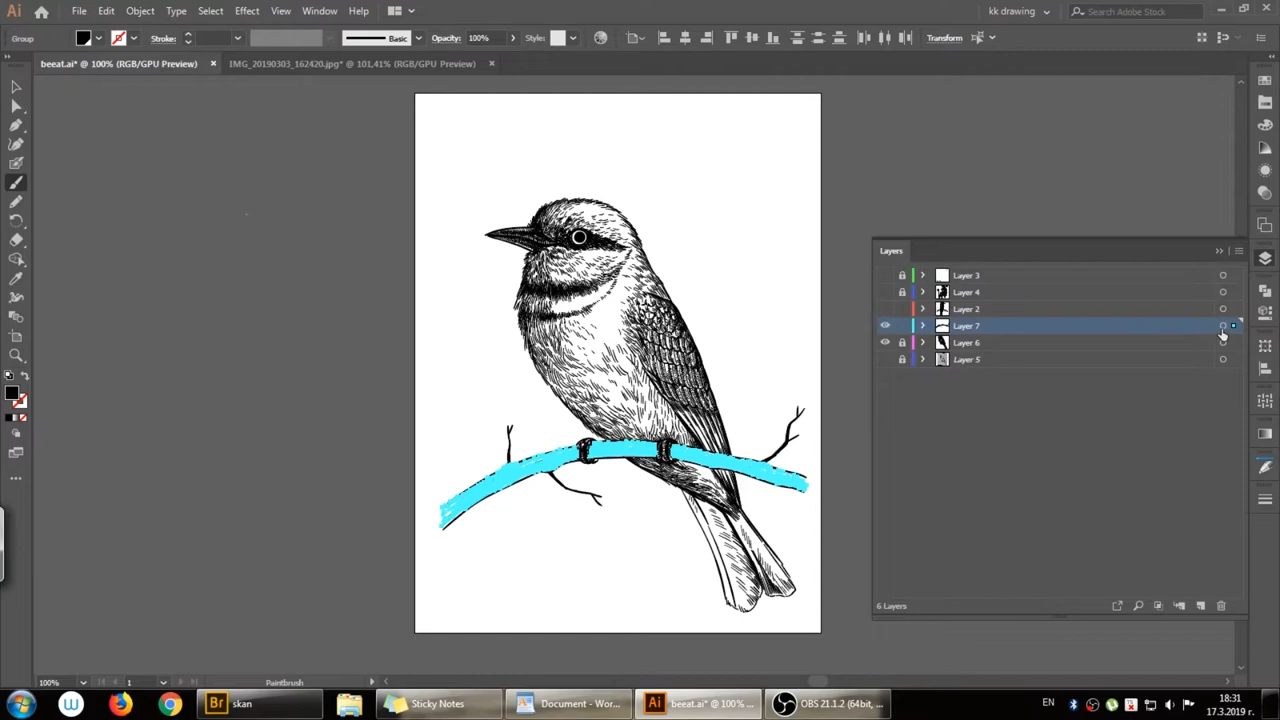 Ai File Edit Object Type Select Effect View Window Help kk drawing Search Adobe Stock
Group Stroke: Basic Opacity: 100% Style: Transform
beeat.ai* @ 100% (RGB/GPU Preview) IMG_20190303_162420.jpg* @ 101,41% (RGB/GPU Preview)
Layers
Layer 3
Layer 4
Layer 2
Layer 7
Layer 6
Layer 5
6 Layers
100% 1 Paintbrush
W Br skan Sticky Notes Document - Wor... Ai beeat.ai* @ 100% ... OBS 21.1.2 (64bit, ... EN 18:31
17.3.2019 г.